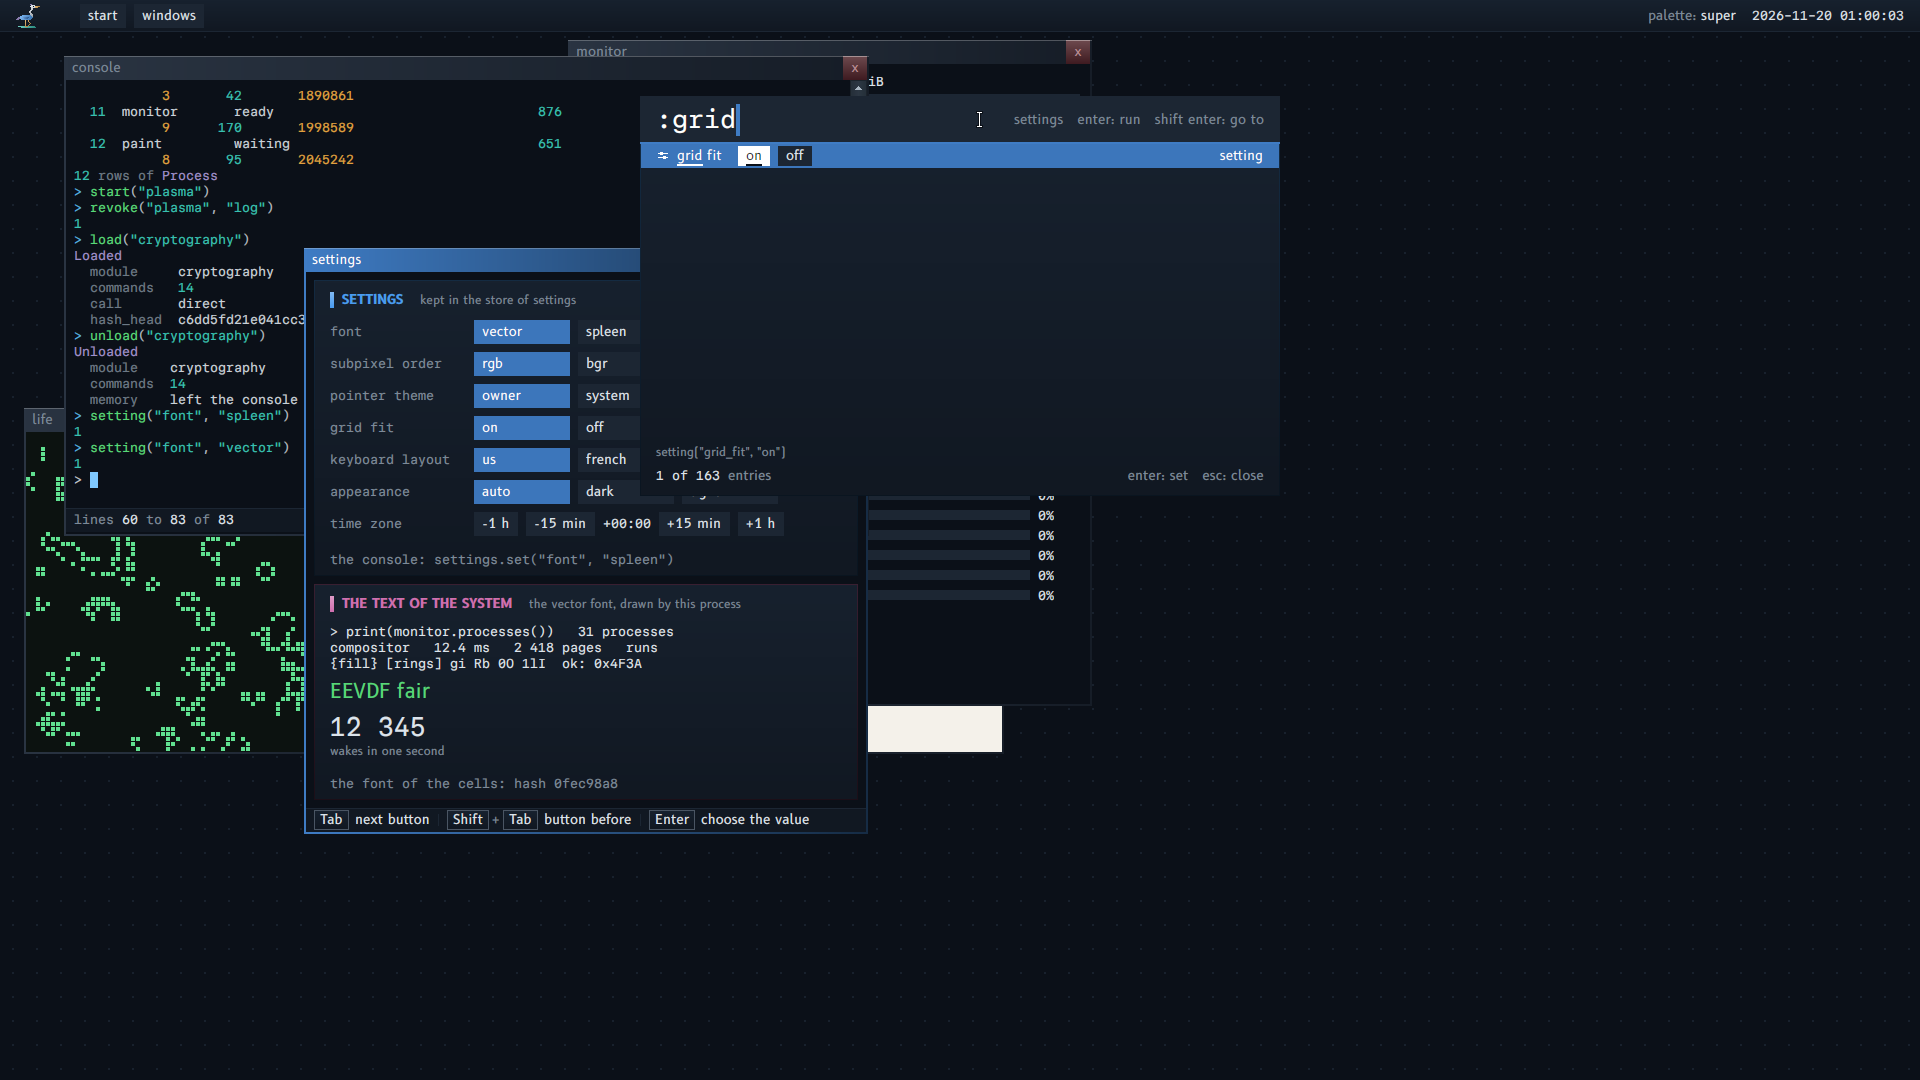 start windows palette: super 2026-11-20 01:00:03
monitor x
console x
iB
3 42 1890861
11 monitor ready 876
9 170 1998589
12 paint waiting 651
8 95 2045242
12 rows of Process
> start("plasma")
> revoke("plasma", "log")
1
> load("cryptography")
Loaded
module cryptography
commands 14
call direct
hash_head c6dd5fd21e041cc3
> unload("cryptography")
Unloaded
module cryptography
commands 14
memory left the console
> setting("font", "spleen")
1
> setting("font", "vector")
1
>
lines 60 to 83 of 83
:grid settings enter: run shift enter: go to
grid fit on off setting
setting["grid_fit", "on"]
1 of 163 entries enter: set esc: close
life
settings
SETTINGS kept in the store of settings
font vector spleen
subpixel order rgb bgr
pointer theme owner system
grid fit on off
keyboard layout us french
appearance auto dark
time zone -1 h -15 min +00:00 +15 min +1 h
the console: settings.set("font", "spleen")
THE TEXT OF THE SYSTEM the vector font, drawn by this process
> print(monitor.processes()) 31 processes
compositor 12.4 ms 2 418 pages runs
{fill} [rings] gi Rb 0O 1lI ok: 0x4F3A
EEVDF fair
12 345
wakes in one second
the font of the cells: hash 0fec98a8
Tab next button Shift + Tab button before Enter choose the value
0%
0%
0%
0%
0%
0%